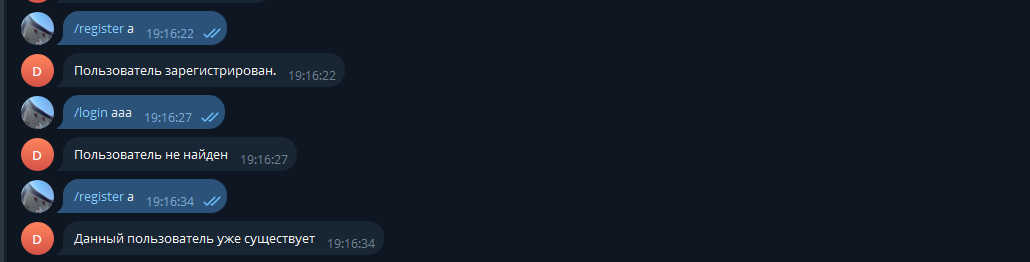 /register a 19:16:22
D
Пользователь зарегистрирован. 19:16:22
/login aaa 19:16:27
D
Пользователь не найден 19:16:27
/register a 19:16:34
D
Данный пользователь уже существует 19:16:34